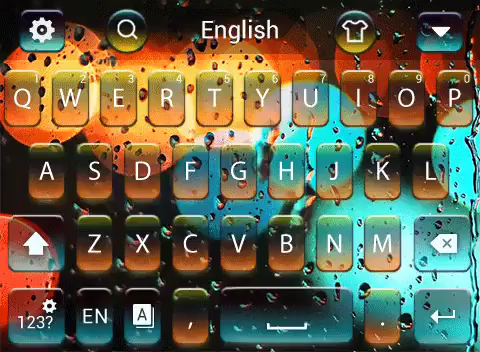 English
1 2 3 4 5 6 7 8 9 0
Q W E R T Y U I O P
A S D F G H J K L
Z X C V B N M
123? EN A , .